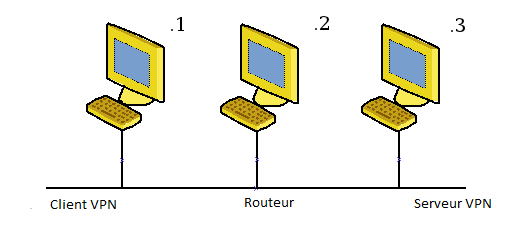 .1
.2
.3
Client VPN
Routeur
Serveur VPN